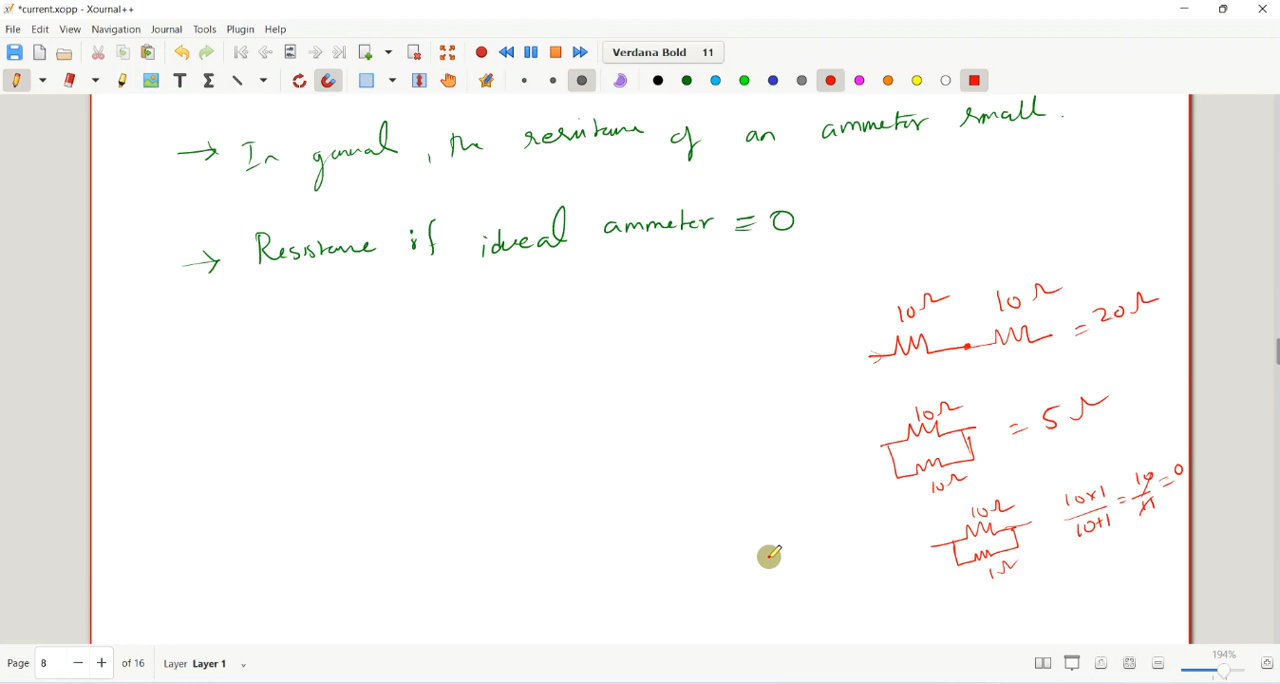 *current.xopp - Xournal++
File Edit View Navigation Journal Tools Plugin Help
Verdana Bold 11
→ In general, the resistance of an ammeter small.
→ Resistance if ideal ammeter ≡ 0
10Ω 10Ω
= 20Ω
10Ω
= 5Ω
10Ω
10Ω
10×1/10+1 = 10/11 = 0
1Ω
Page 8 of 16 Layer Layer 1 194%